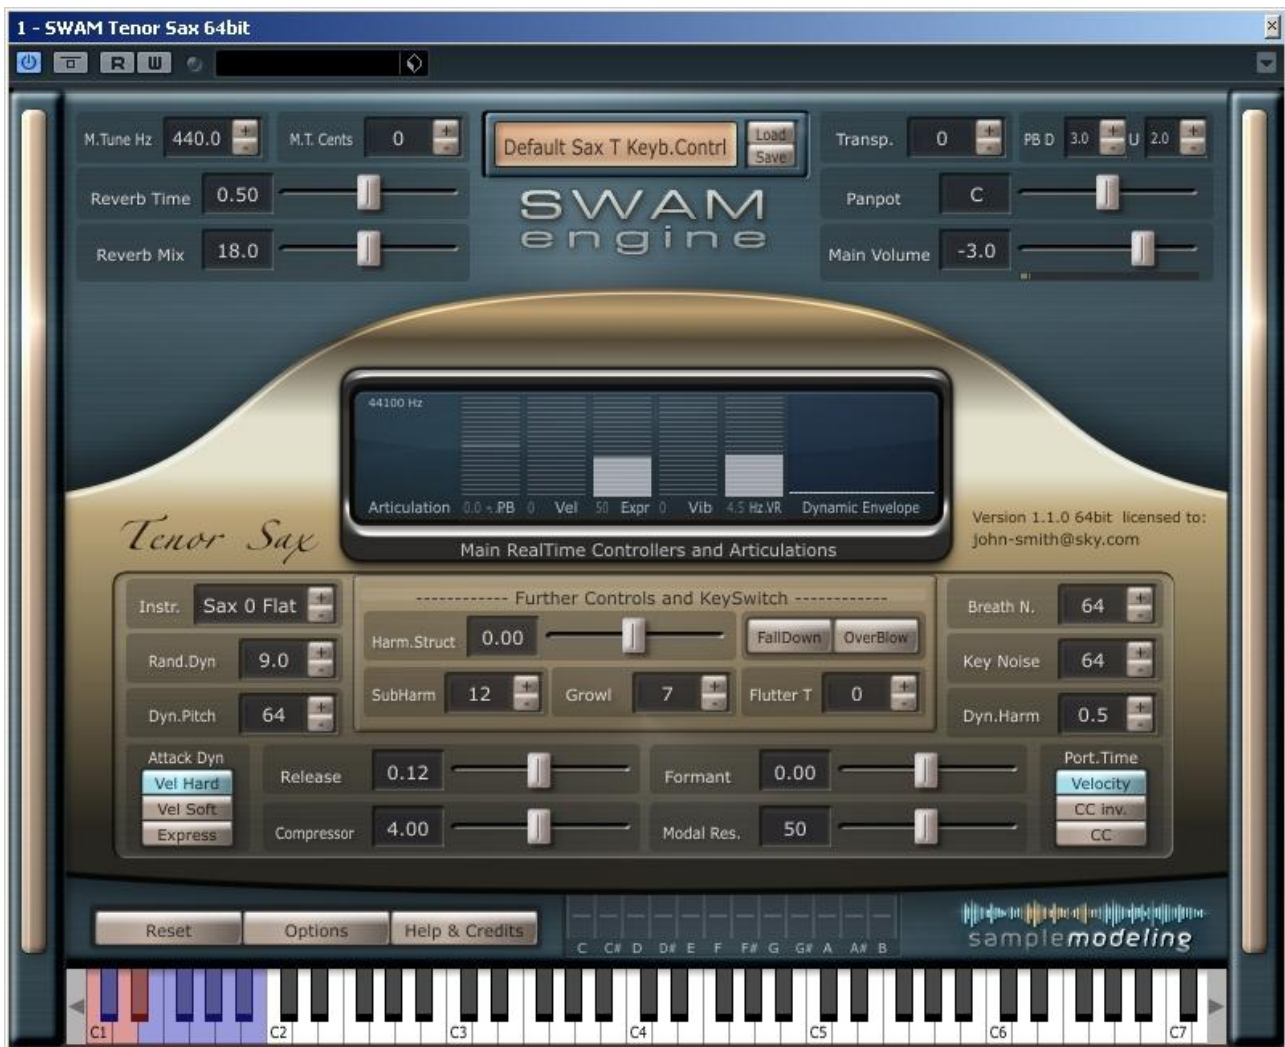 1 - SWAM Tenor Sax 64bit
R W
M.Tune Hz 440.0 + - M.T. Cents 0 + -
Default Sax T Keyb.Contrl Load Save
Transp. 0 + - PB D 3.0 + - U 2.0 + -
Reverb Time 0.50
SWAM
engine
Panpot C
Reverb Mix 18.0
Main Volume -3.0
44100 Hz
Articulation 0.0 -.PB 0 Vel 50 Expr 0 Vib 4.5 Hz.VR Dynamic Envelope
Main RealTime Controllers and Articulations
Tenor Sax
Version 1.1.0 64bit licensed to:
john-smith@sky.com
Instr. Sax 0 Flat + -
Rand.Dyn 9.0 + -
Dyn.Pitch 64 + -
----------- Further Controls and KeySwitch -----------
Harm.Struct 0.00 FallDown OverBlow
SubHarm 12 + - Growl 7 + - Flutter T 0 + -
Breath N. 64 + -
Key Noise 64 + -
Dyn.Harm 0.5 + -
Attack Dyn
Vel Hard
Vel Soft
Express
Release 0.12
Compressor 4.00
Formant 0.00
Modal Res. 50
Port.Time
Velocity
CC inv.
CC
Reset Options Help & Credits
C C# D D# E F F# G G# A A# B
samplemodeling
C1 C2 C3 C4 C5 C6 C7